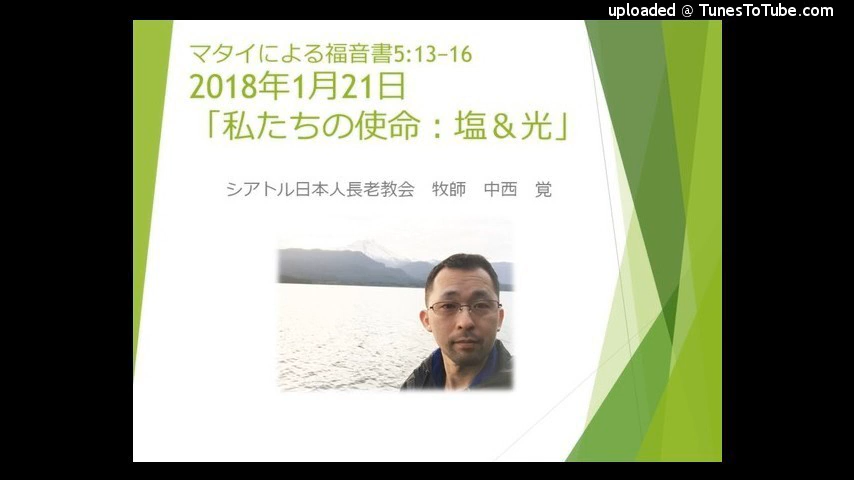 uploaded @ TunesToTube.com
マタイによる福音書5:13–16
2018年1月21日
「私たちの使命：塩＆光」
シアトル日本人長老教会　牧師　中西　覚